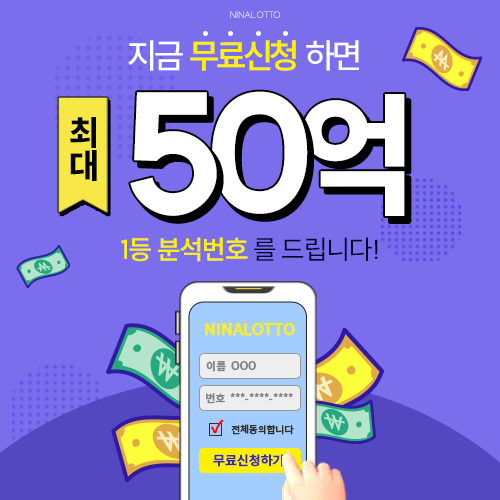 NINALOTTO
지금 무료신청 하면
최대
50억
1등 분석번호 를 드립니다!
NINALOTTO
이름 OOO
번호 ***-****-****
전체동의합니다
무료신청하기